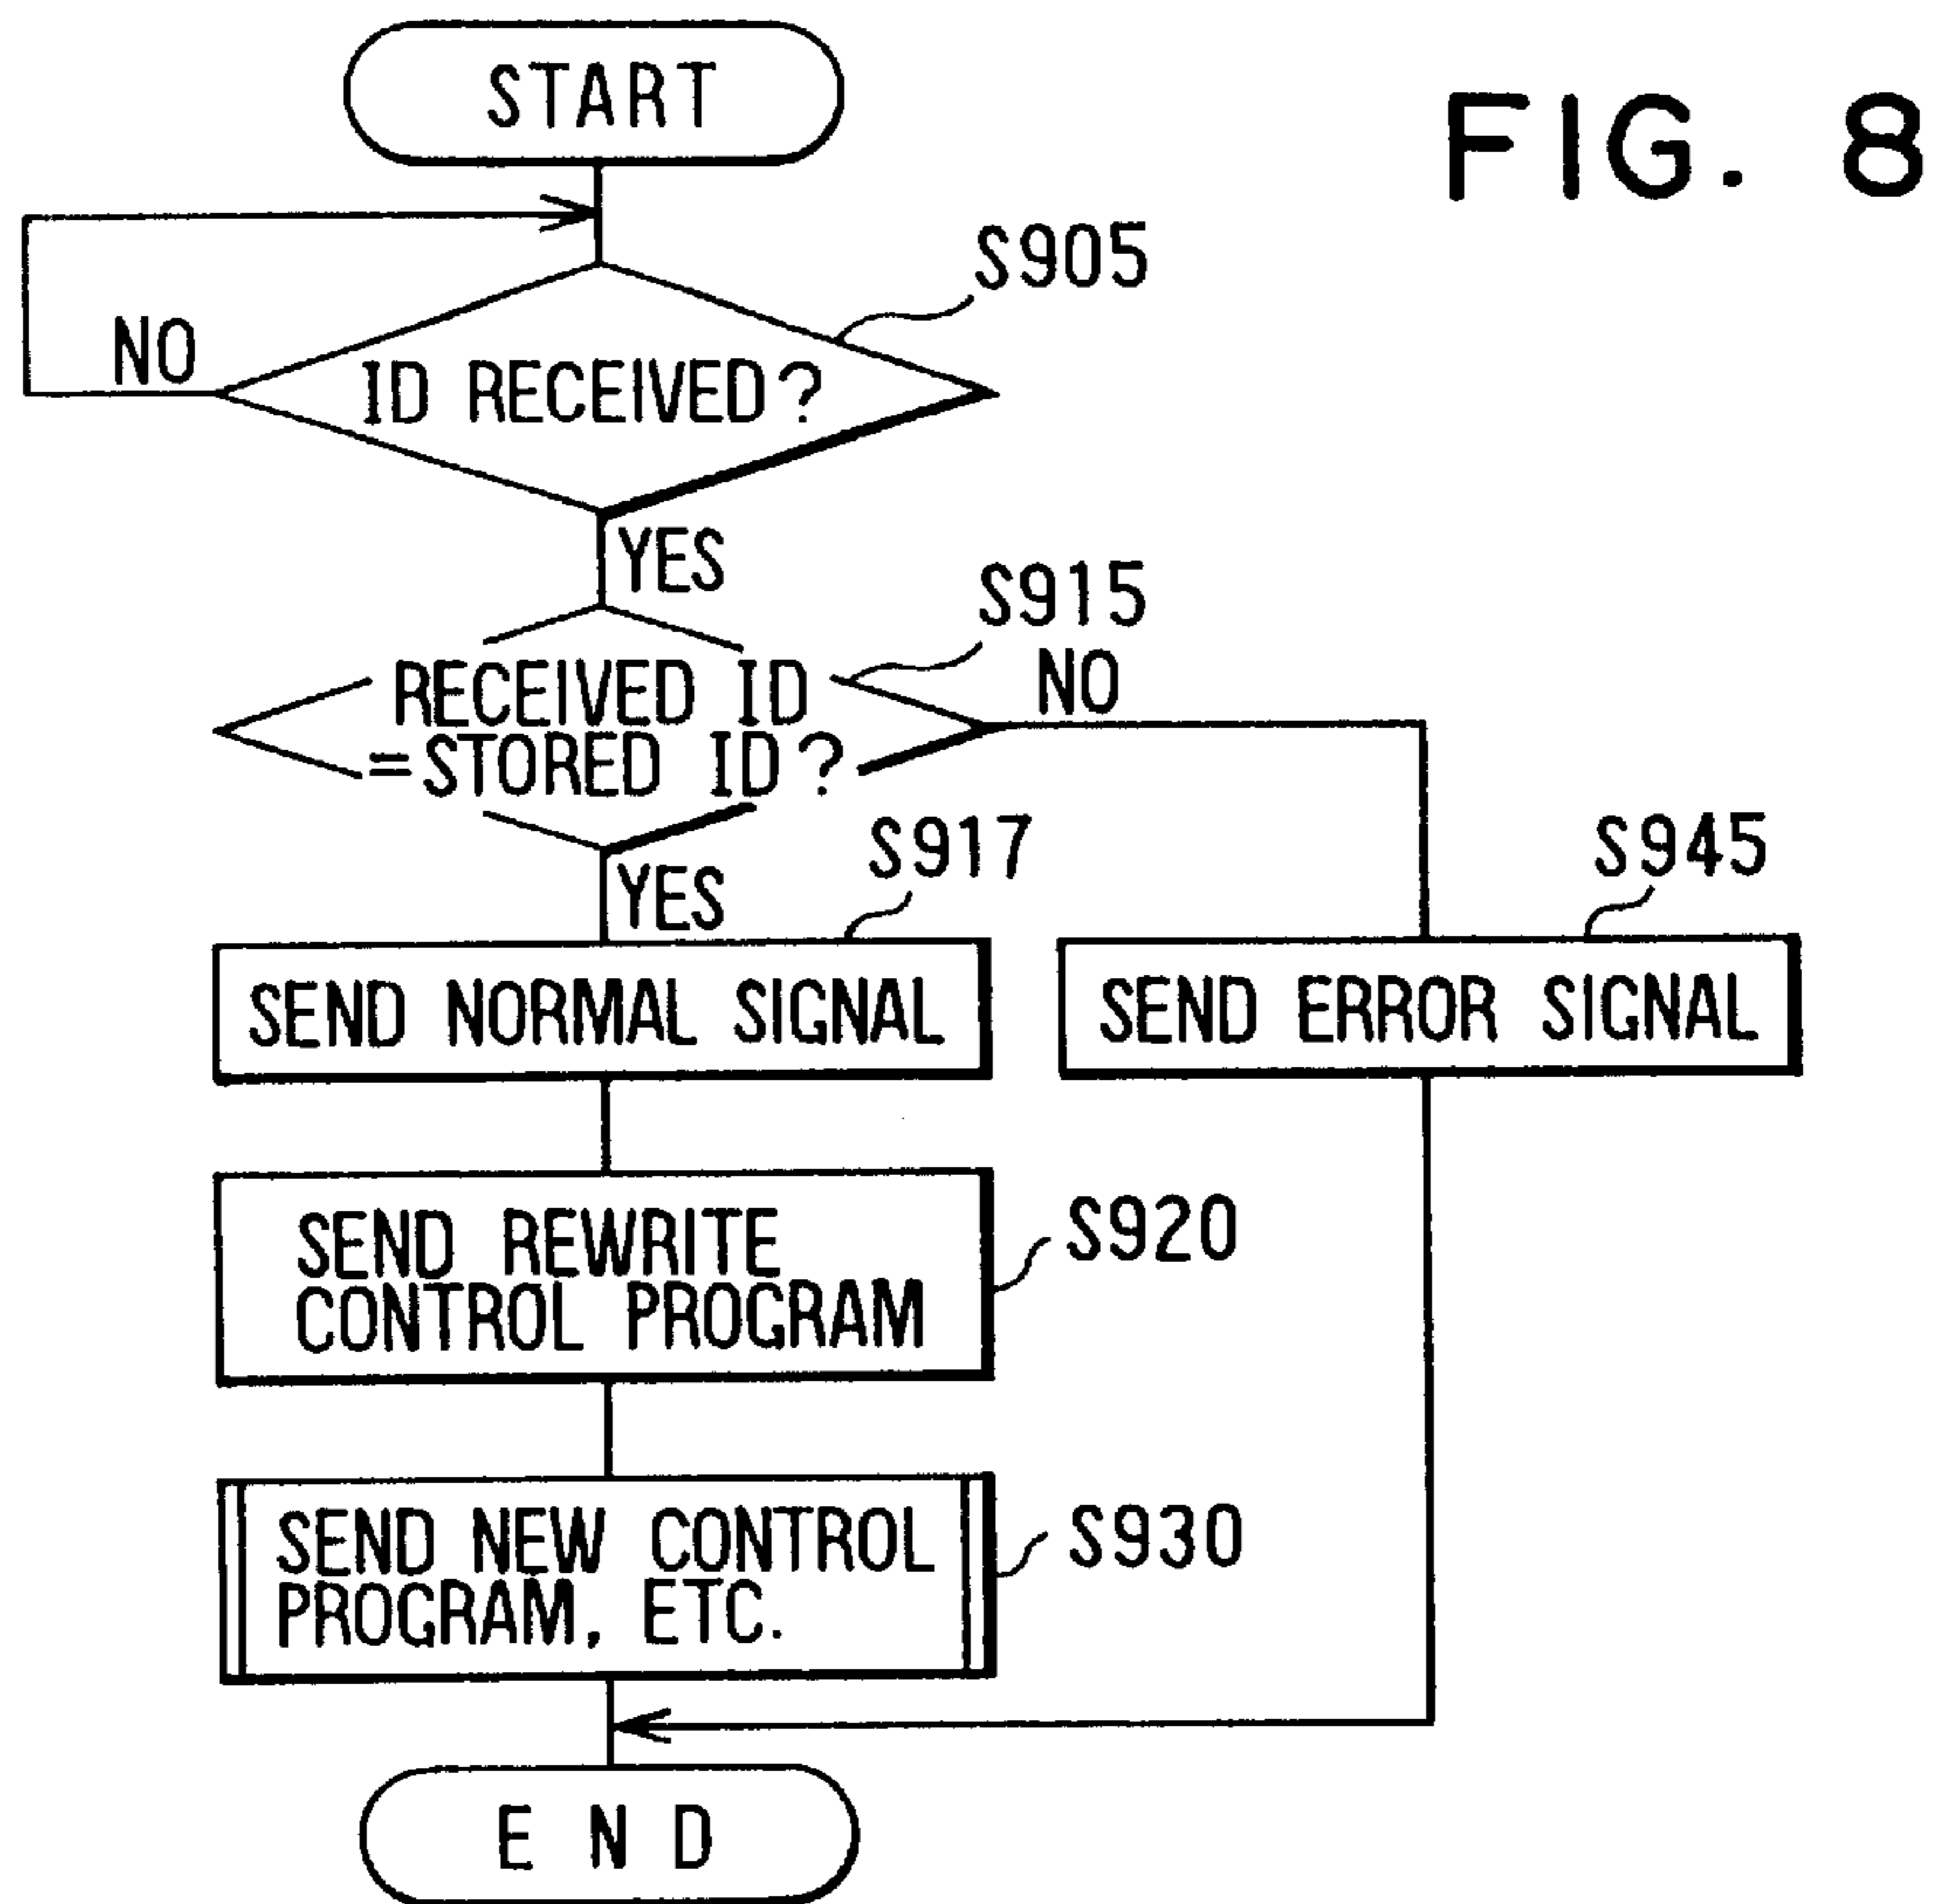 FIG. 8
START
S905
NO
ID RECEIVED?
YES
S915
RECEIVED ID
=STORED ID?
NO
YES
S917
S945
SEND NORMAL SIGNAL
SEND ERROR SIGNAL
SEND REWRITE
CONTROL PROGRAM
S920
SEND NEW CONTROL
PROGRAM, ETC.
S930
END